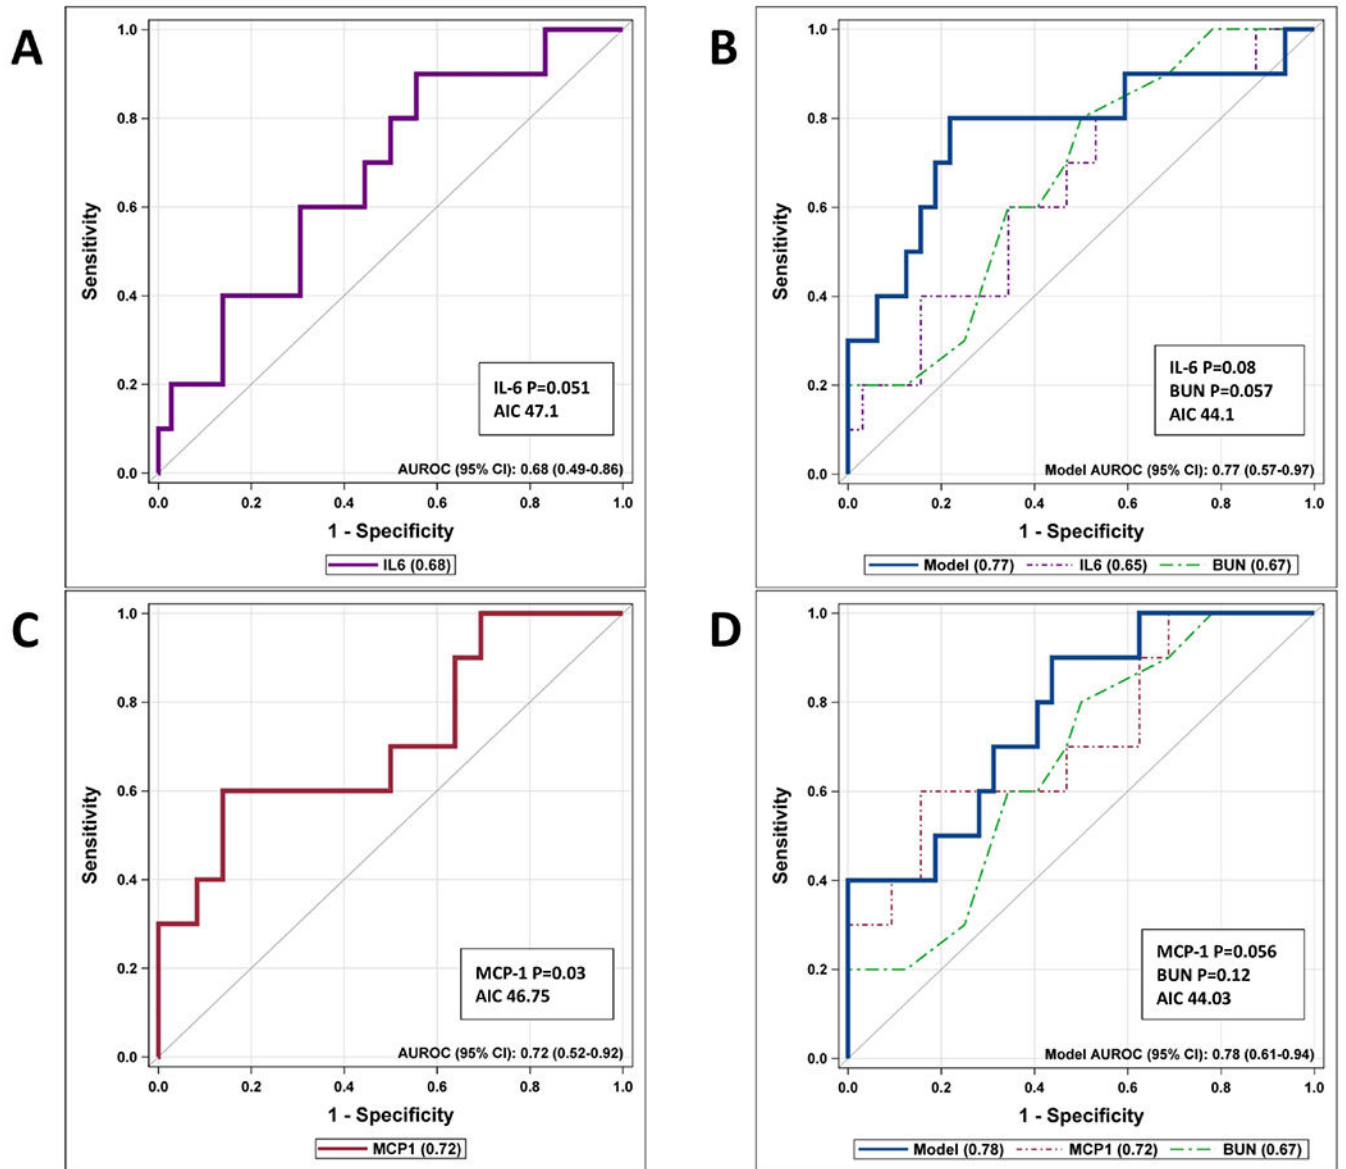 A
1.0
0.8
0.6
0.4
0.2
0.0
Sensitivity
IL-6 P=0.051
AIC 47.1
AUROC (95% CI): 0.68 (0.49-0.86)
0.0 0.2 0.4 0.6 0.8 1.0
1 - Specificity
IL6 (0.68)
B
1.0
0.8
0.6
0.4
0.2
0.0
Sensitivity
IL-6 P=0.08
BUN P=0.057
AIC 44.1
Model AUROC (95% CI): 0.77 (0.57-0.97)
0.0 0.2 0.4 0.6 0.8 1.0
1 - Specificity
Model (0.77) IL6 (0.65) BUN (0.67)
C
1.0
0.8
0.6
0.4
0.2
0.0
Sensitivity
MCP-1 P=0.03
AIC 46.75
AUROC (95% CI): 0.72 (0.52-0.92)
0.0 0.2 0.4 0.6 0.8 1.0
1 - Specificity
MCP1 (0.72)
D
1.0
0.8
0.6
0.4
0.2
0.0
Sensitivity
MCP-1 P=0.056
BUN P=0.12
AIC 44.03
Model AUROC (95% CI): 0.78 (0.61-0.94)
0.0 0.2 0.4 0.6 0.8 1.0
1 - Specificity
Model (0.78) MCP1 (0.72) BUN (0.67)